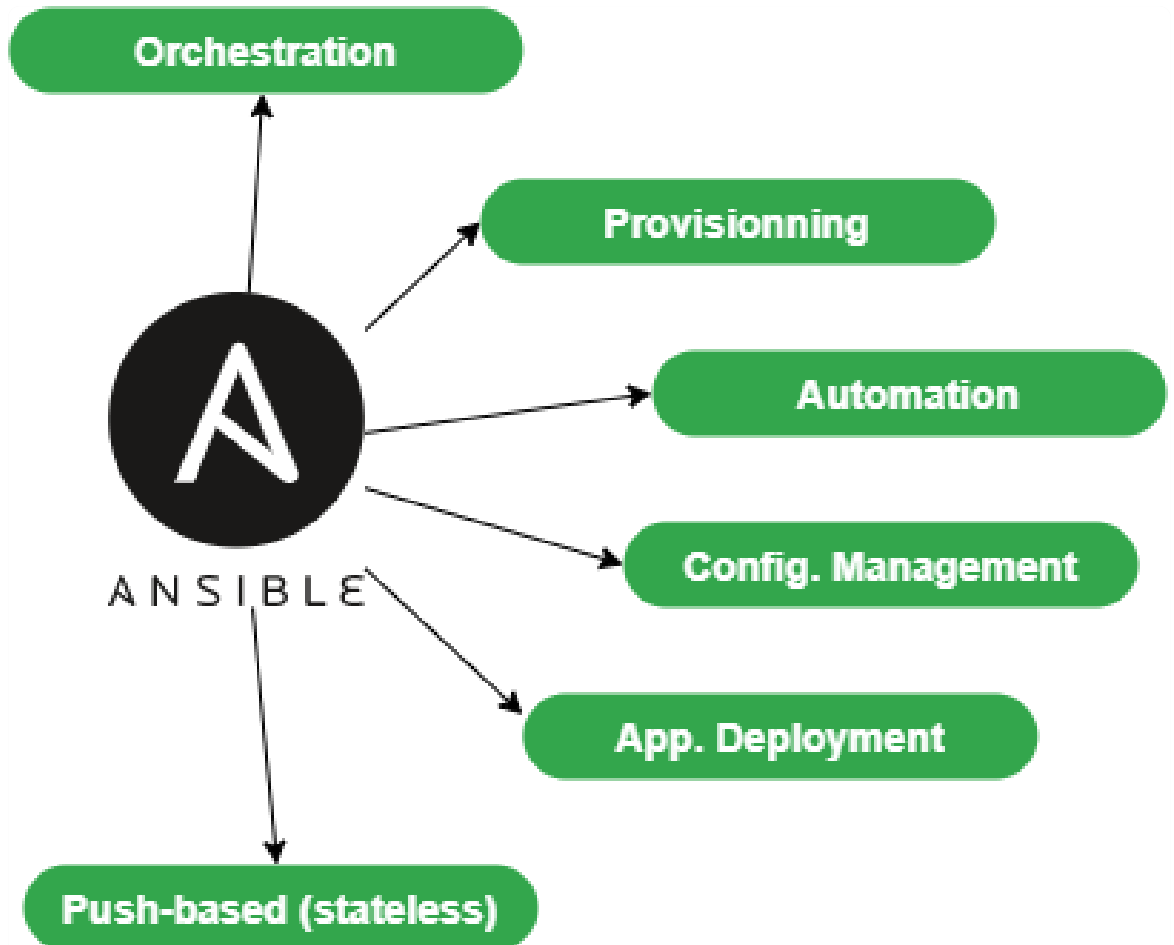 Orchestration
Provisionning
Automation
ANSIBLE
Config. Management
App. Deployment
Push-based (stateless)